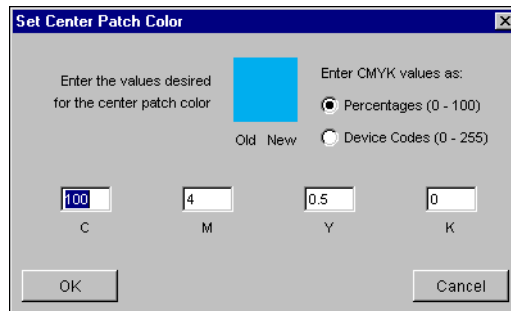 Set Center Patch Color
Enter the values desired
for the center patch color
Old New
Enter CMYK values as:
Percentages (0 - 100)
Device Codes (0 - 255)
100 4 0.5 0
C M Y K
OK Cancel